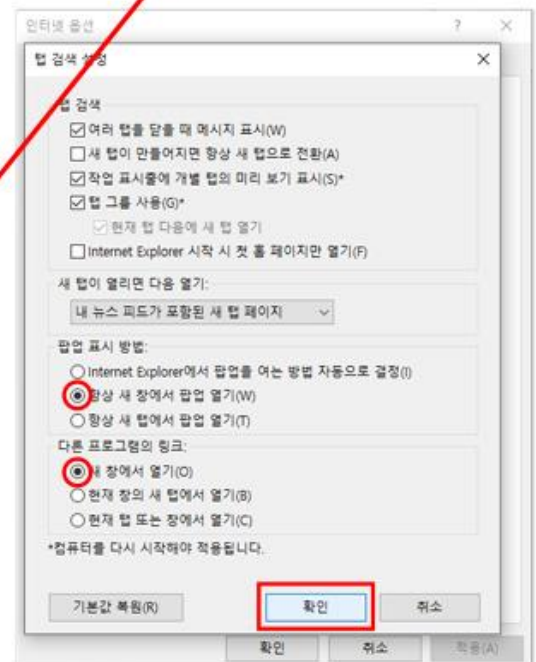 인터넷 옵션 ? ×
탭 검색 설정 ×
탭 검색
여러 탭을 닫을 때 메시지 표시(W)
새 탭이 만들어지면 항상 새 탭으로 전환(A)
작업 표시줄에 개별 탭의 미리 보기 표시(S)*
탭 그룹 사용(G)*
현재 탭 다음에 새 탭 열기
Internet Explorer 시작 시 첫 홈 페이지만 열기(F)
새 탭이 열리면 다음 열기:
내 뉴스 피드가 포함된 새 탭 페이지
팝업 표시 방법:
Internet Explorer에서 팝업을 여는 방법 자동으로 결정(I)
항상 새 창에서 팝업 열기(W)
항상 새 탭에서 팝업 열기(T)
다른 프로그램의 링크:
새 창에서 열기(O)
현재 창의 새 탭에서 열기(B)
현재 탭 또는 창에서 열기(C)
*컴퓨터를 다시 시작해야 적용됩니다.
기본값 복원(R) 확인 취소
확인 취소 적용(A)